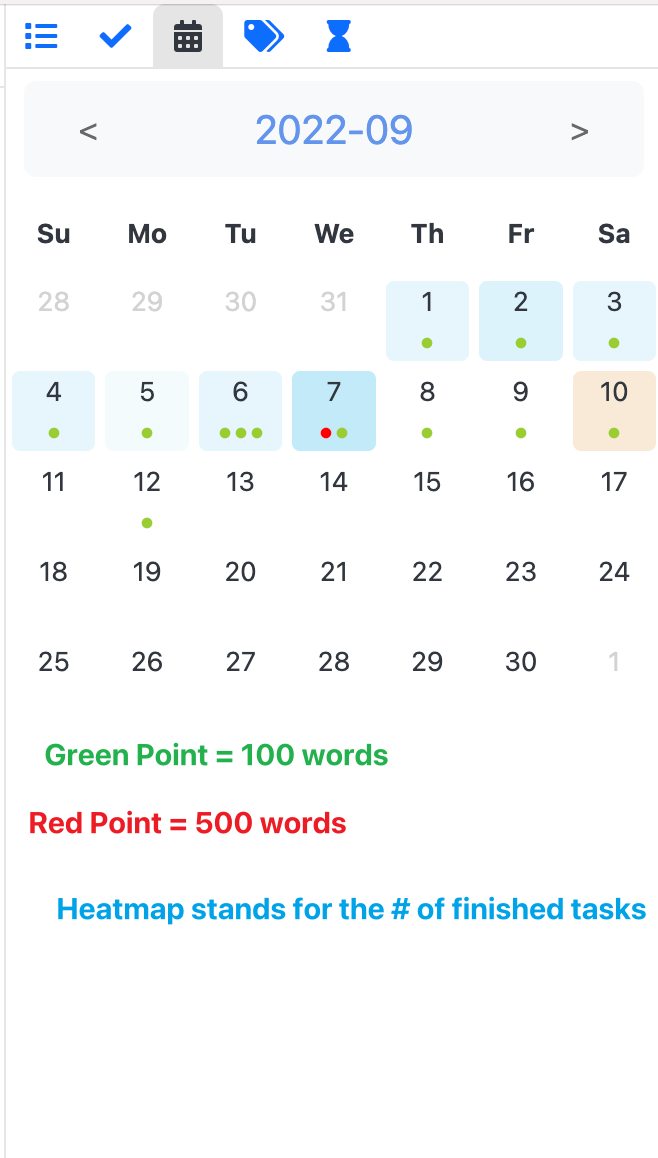 < 2022-09 >
Su Mo Tu We Th Fr Sa
28 29 30 31 1 2 3
4 5 6 7 8 9 10
11 12 13 14 15 16 17
18 19 20 21 22 23 24
25 26 27 28 29 30 1
Green Point = 100 words
Red Point = 500 words
Heatmap stands for the # of finished tasks